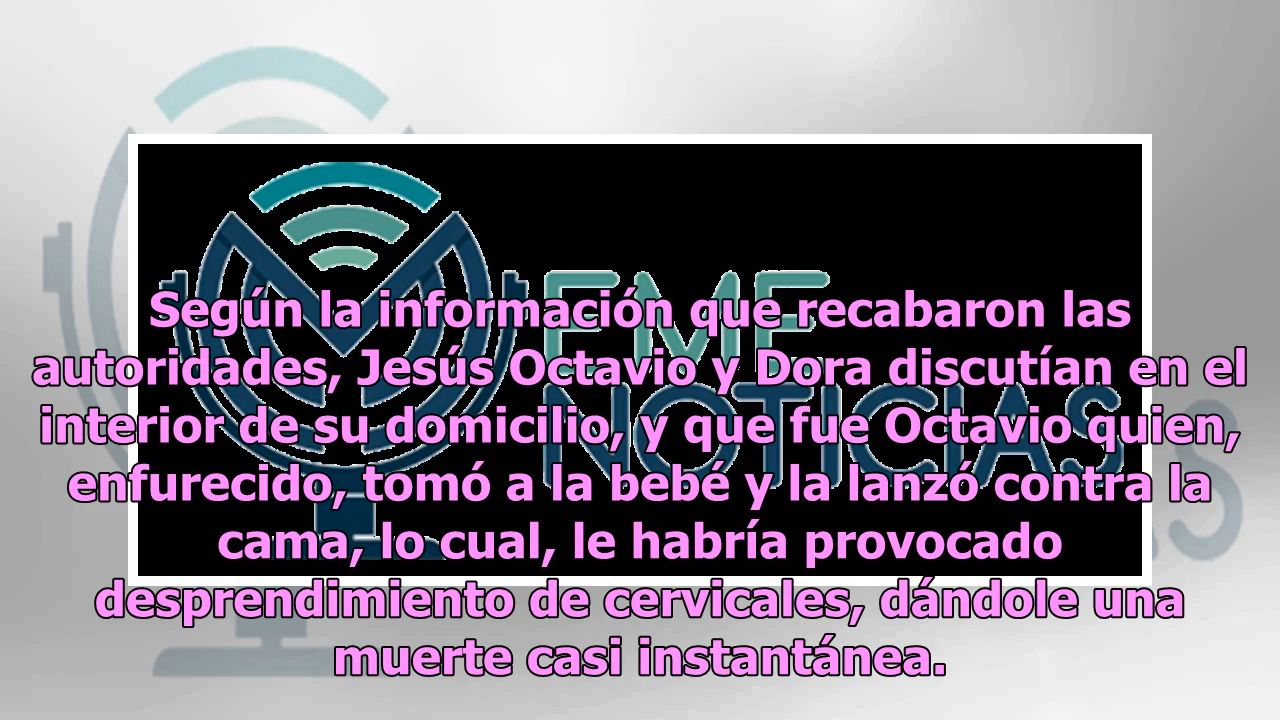 EME
NOTICIAS
Según la información que recabaron las
autoridades, Jesús Octavio y Dora discutían en el
interior de su domicilio, y que fue Octavio quien,
enfurecido, tomó a la bebé y la lanzó contra la
cama, lo cual, le habría provocado
desprendimiento de cervicales, dándole una
muerte casi instantánea.